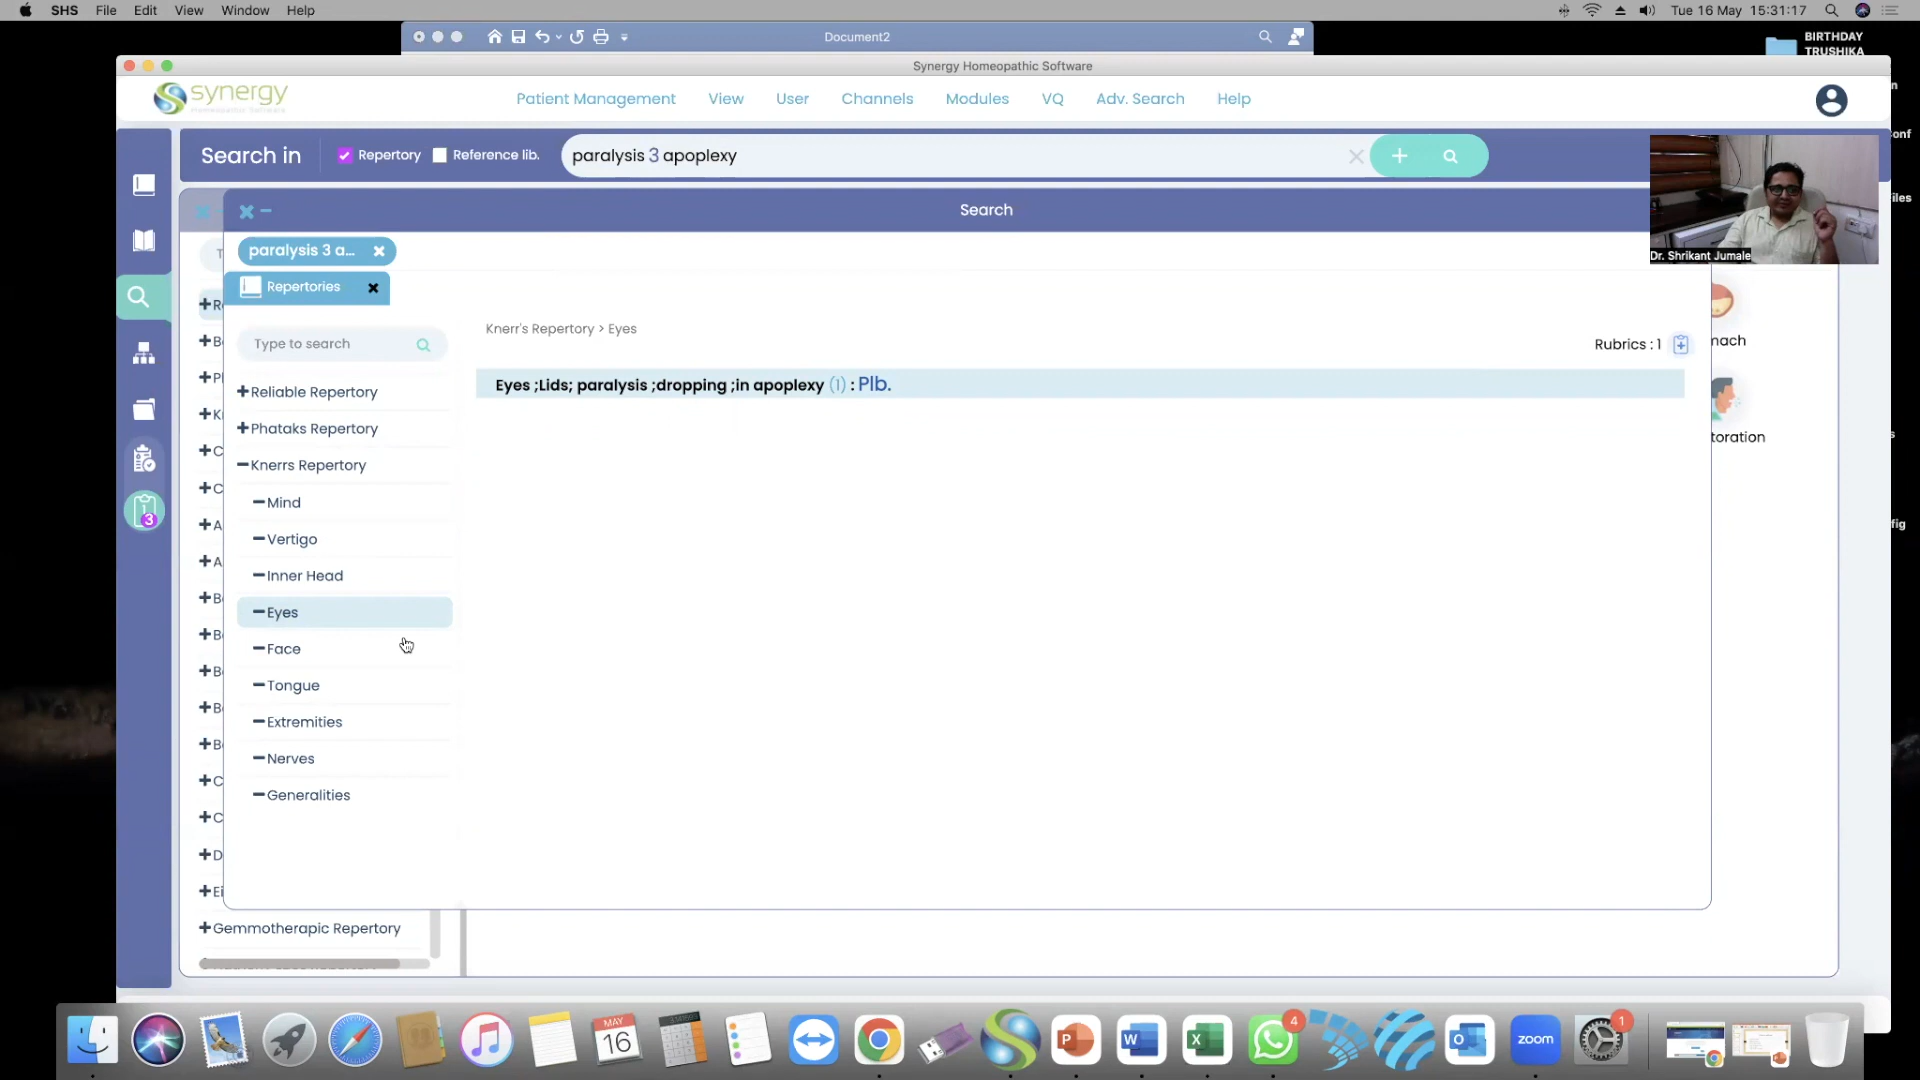 SHS File Edit View Window Help
Tue 16 May 15:31:17
Document2
BIRTHDAY
TRUSHIKA
Synergy Homeopathic Software
synergy
Patient Management View User Channels Modules VQ Adv. Search Help
Search in Repertory Reference lib. paralysis 3 apoplexy
Search
Dr. Shrikant Jumale
paralysis 3 a...
Repertories
Type to search
Knerr's Repertory > Eyes
Rubrics : 1
Eyes ;Lids; paralysis ;dropping ;in apoplexy (1) : Plb.
Reliable Repertory
Phataks Repertory
Knerrs Repertory
Mind
Vertigo
Inner Head
Eyes
Face
Tongue
Extremities
Nerves
Generalities
Gemmotherapic Repertory
3
MAY
16
4
zoom
1